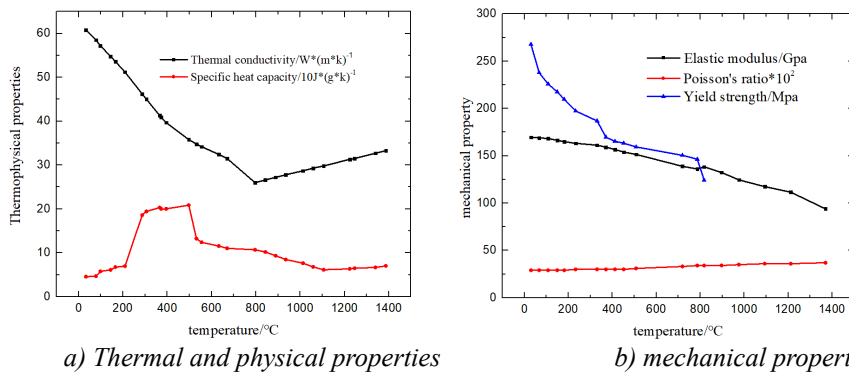 Thermophysical properties
60
50
40
30
20
10
0
Thermal conductivity/W*(m*k)-1
Specific heat capacity/10J*(g*k)-1
0 200 400 600 800 1000 1200 1400
temperature/°C
a) Thermal and physical properties
mechanical property
300
250
200
150
100
50
0
Elastic modulus/Gpa
Poisson's ratio*102
Yield strength/Mpa
0 200 400 600 800 1000 1200 1400
temperature/°C
b) mechanical propert